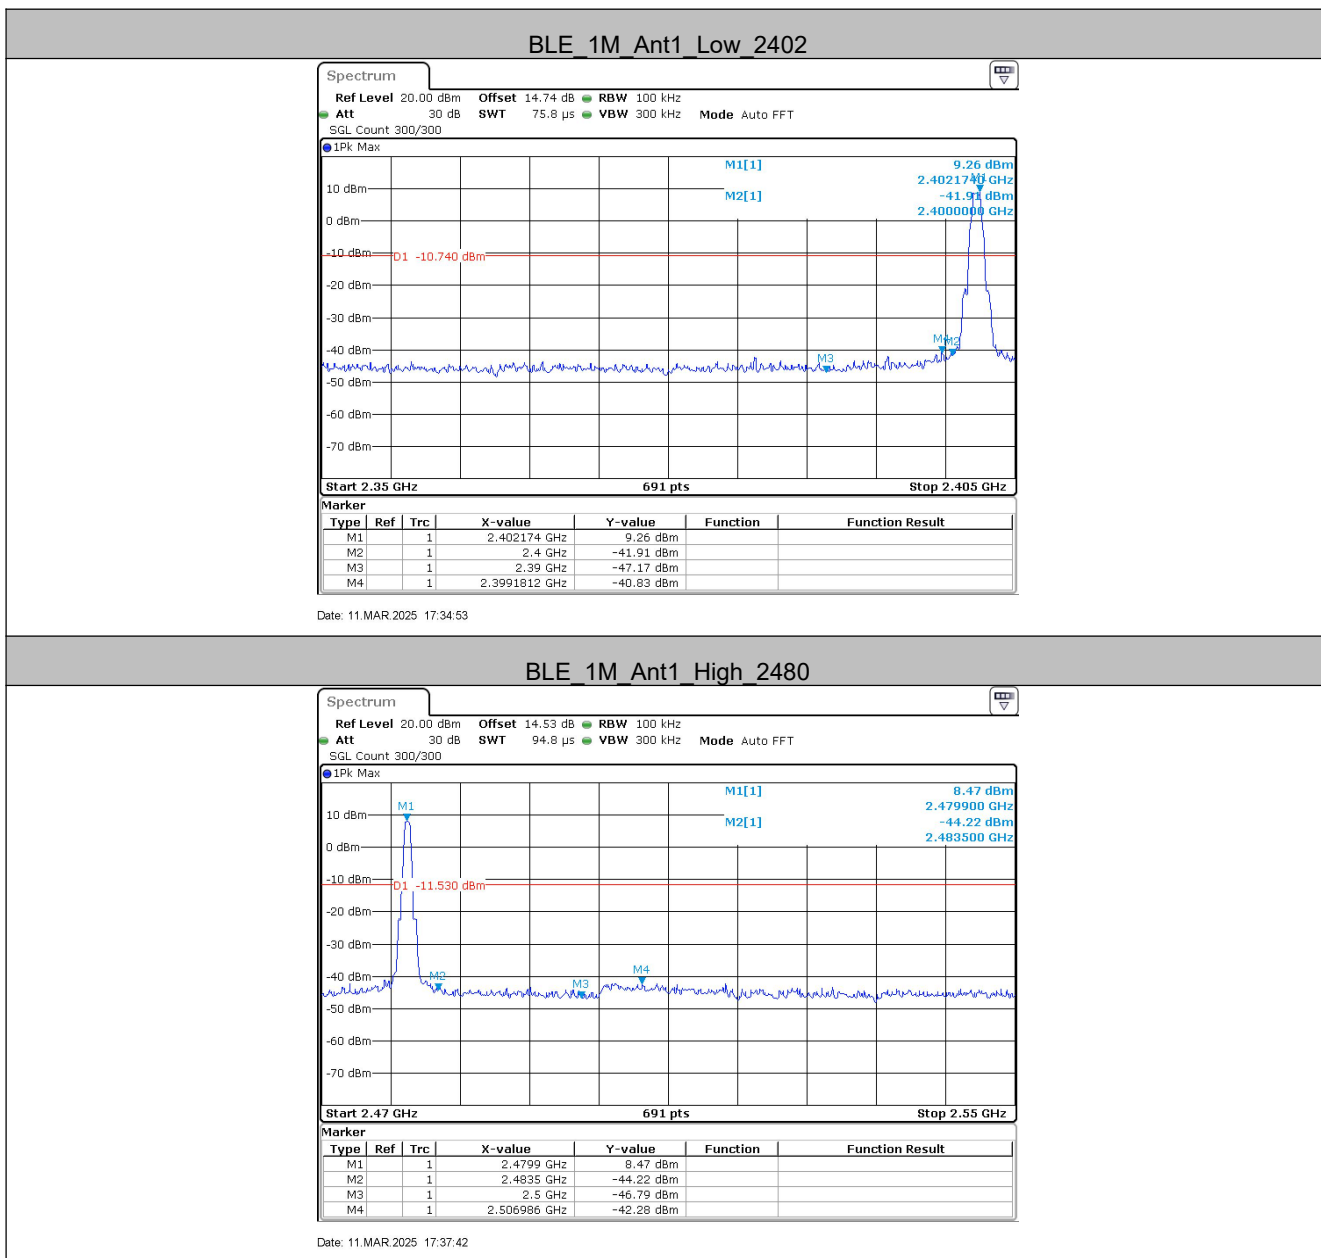 BLE_1M_Ant1_Low_2402
Spectrum
Ref Level 20.00 dBm Offset 14.74 dB RBW 100 kHz
Att 30 dB SWT 75.8 µs VBW 300 kHz Mode Auto FFT
SGL Count 300/300
1Pk Max
M1[1] 9.26 dBm
2.4021740 GHz
M2[1] -41.91 dBm
2.4000000 GHz
M1
10 dBm
0 dBm
-10 dBm
D1 -10.740 dBm
-20 dBm
-30 dBm
M4 M2
-40 dBm
M3
-50 dBm
-60 dBm
-70 dBm
Start 2.35 GHz 691 pts Stop 2.405 GHz
Marker
Type Ref Trc X-value Y-value Function Function Result
M1 1 2.402174 GHz 9.26 dBm
M2 1 2.4 GHz -41.91 dBm
M3 1 2.39 GHz -47.17 dBm
M4 1 2.3991812 GHz -40.83 dBm
Date: 11.MAR.2025 17:34:53
BLE_1M_Ant1_High_2480
Spectrum
Ref Level 20.00 dBm Offset 14.53 dB RBW 100 kHz
Att 30 dB SWT 94.8 µs VBW 300 kHz Mode Auto FFT
SGL Count 300/300
1Pk Max
M1[1] 8.47 dBm
2.479900 GHz
M2[1] -44.22 dBm
2.483500 GHz
M1
10 dBm
0 dBm
-10 dBm
D1 -11.530 dBm
-20 dBm
-30 dBm
M4
-40 dBm
M2
M3
-50 dBm
-60 dBm
-70 dBm
Start 2.47 GHz 691 pts Stop 2.55 GHz
Marker
Type Ref Trc X-value Y-value Function Function Result
M1 1 2.4799 GHz 8.47 dBm
M2 1 2.4835 GHz -44.22 dBm
M3 1 2.5 GHz -46.79 dBm
M4 1 2.506986 GHz -42.28 dBm
Date: 11.MAR.2025 17:37:42